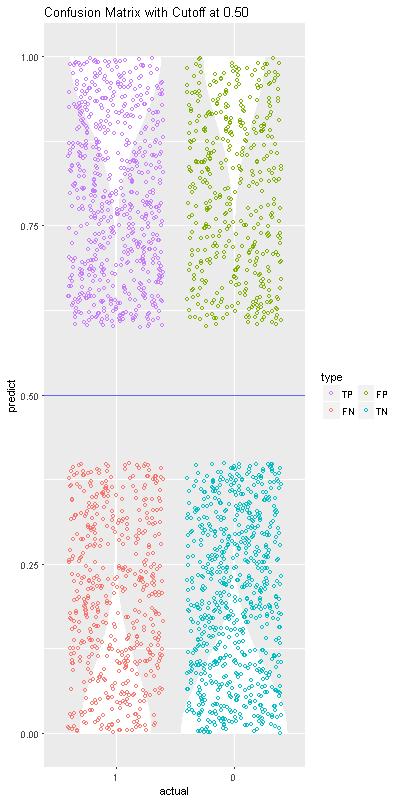 Confusion Matrix with Cutoff at 0.50
1.00
0.75
0.50
0.25
0.00
predict
1
0
actual
type
TP FP
FN TN